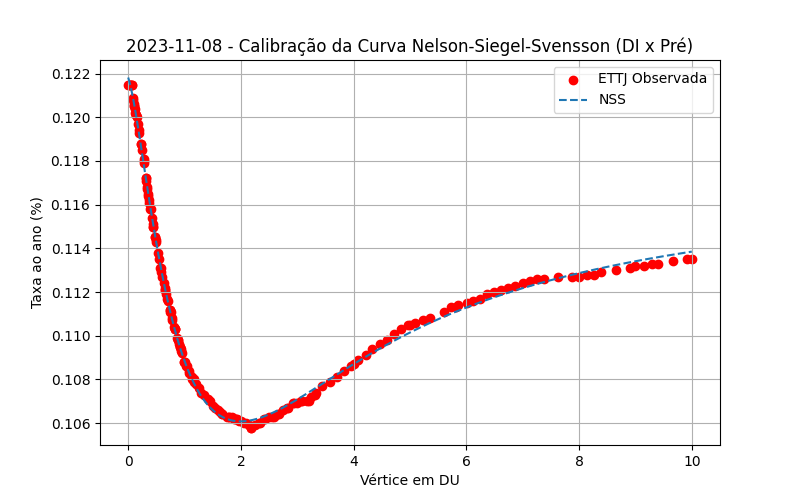 2023-11-08 - Calibração da Curva Nelson-Siegel-Svensson (DI x Pré)
ETTJ Observada
NSS
Taxa ao ano (%)
0.122
0.120
0.118
0.116
0.114
0.112
0.110
0.108
0.106
0 2 4 6 8 10
Vértice em DU